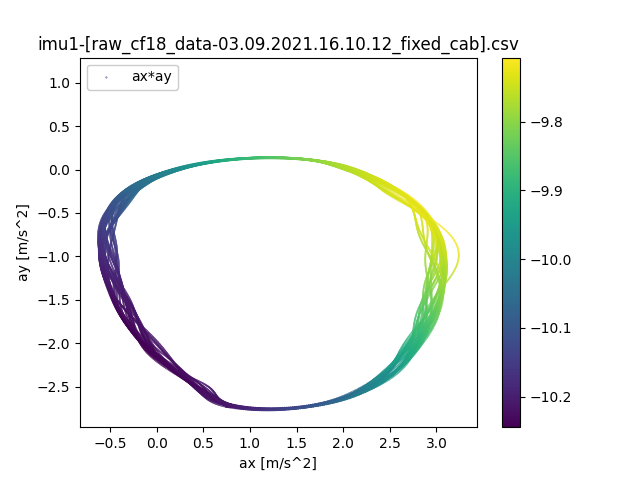 imu1-[raw_cf18_data-03.09.2021.16.10.12_fixed_cab].csv
ax*ay
ay [m/s^2]
1.0
0.5
0.0
−0.5
−1.0
−1.5
−2.0
−2.5
−0.5 0.0 0.5 1.0 1.5 2.0 2.5 3.0
ax [m/s^2]
−9.8
−9.9
−10.0
−10.1
−10.2